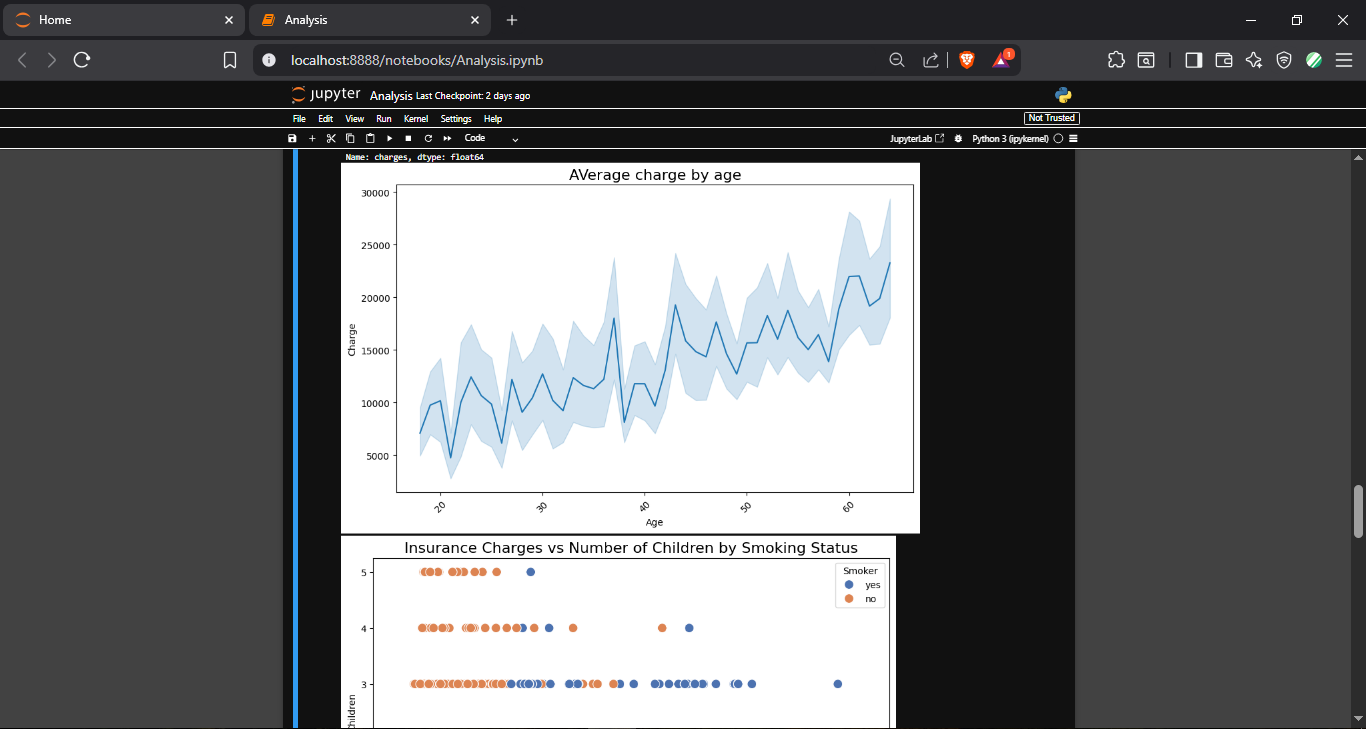 Home
Analysis
localhost:8888/notebooks/Analysis.ipynb
1
jupyter Analysis Last Checkpoint: 2 days ago
File Edit View Run Kernel Settings Help
Not Trusted
Code
JupyterLab
Python 3 (ipykernel)
Name: charges, dtype: float64
AVerage charge by age
30000
25000
20000
15000
10000
5000
Charge
20 30 40 50 60
Age
Insurance Charges vs Number of Children by Smoking Status
5
4
3
Smoker
yes
no